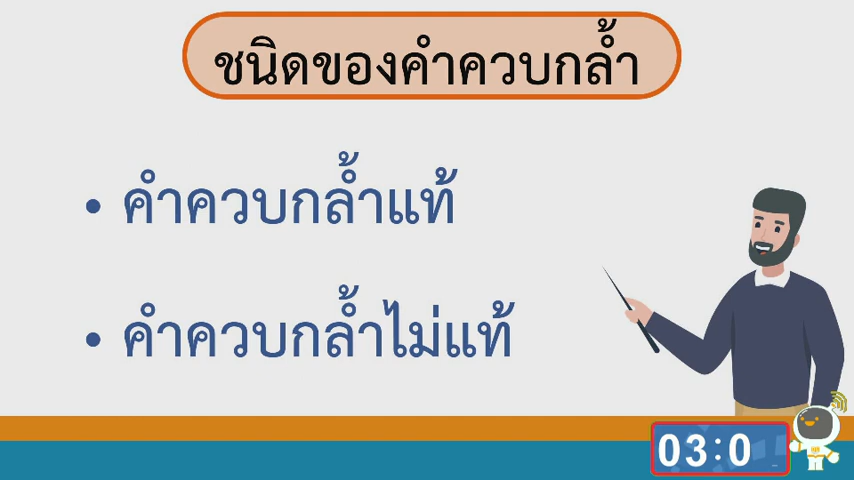 ชนิดของคำควบกล้ำ
• คำควบกล้ำแท้
• คำควบกล้ำไม่แท้
03:0